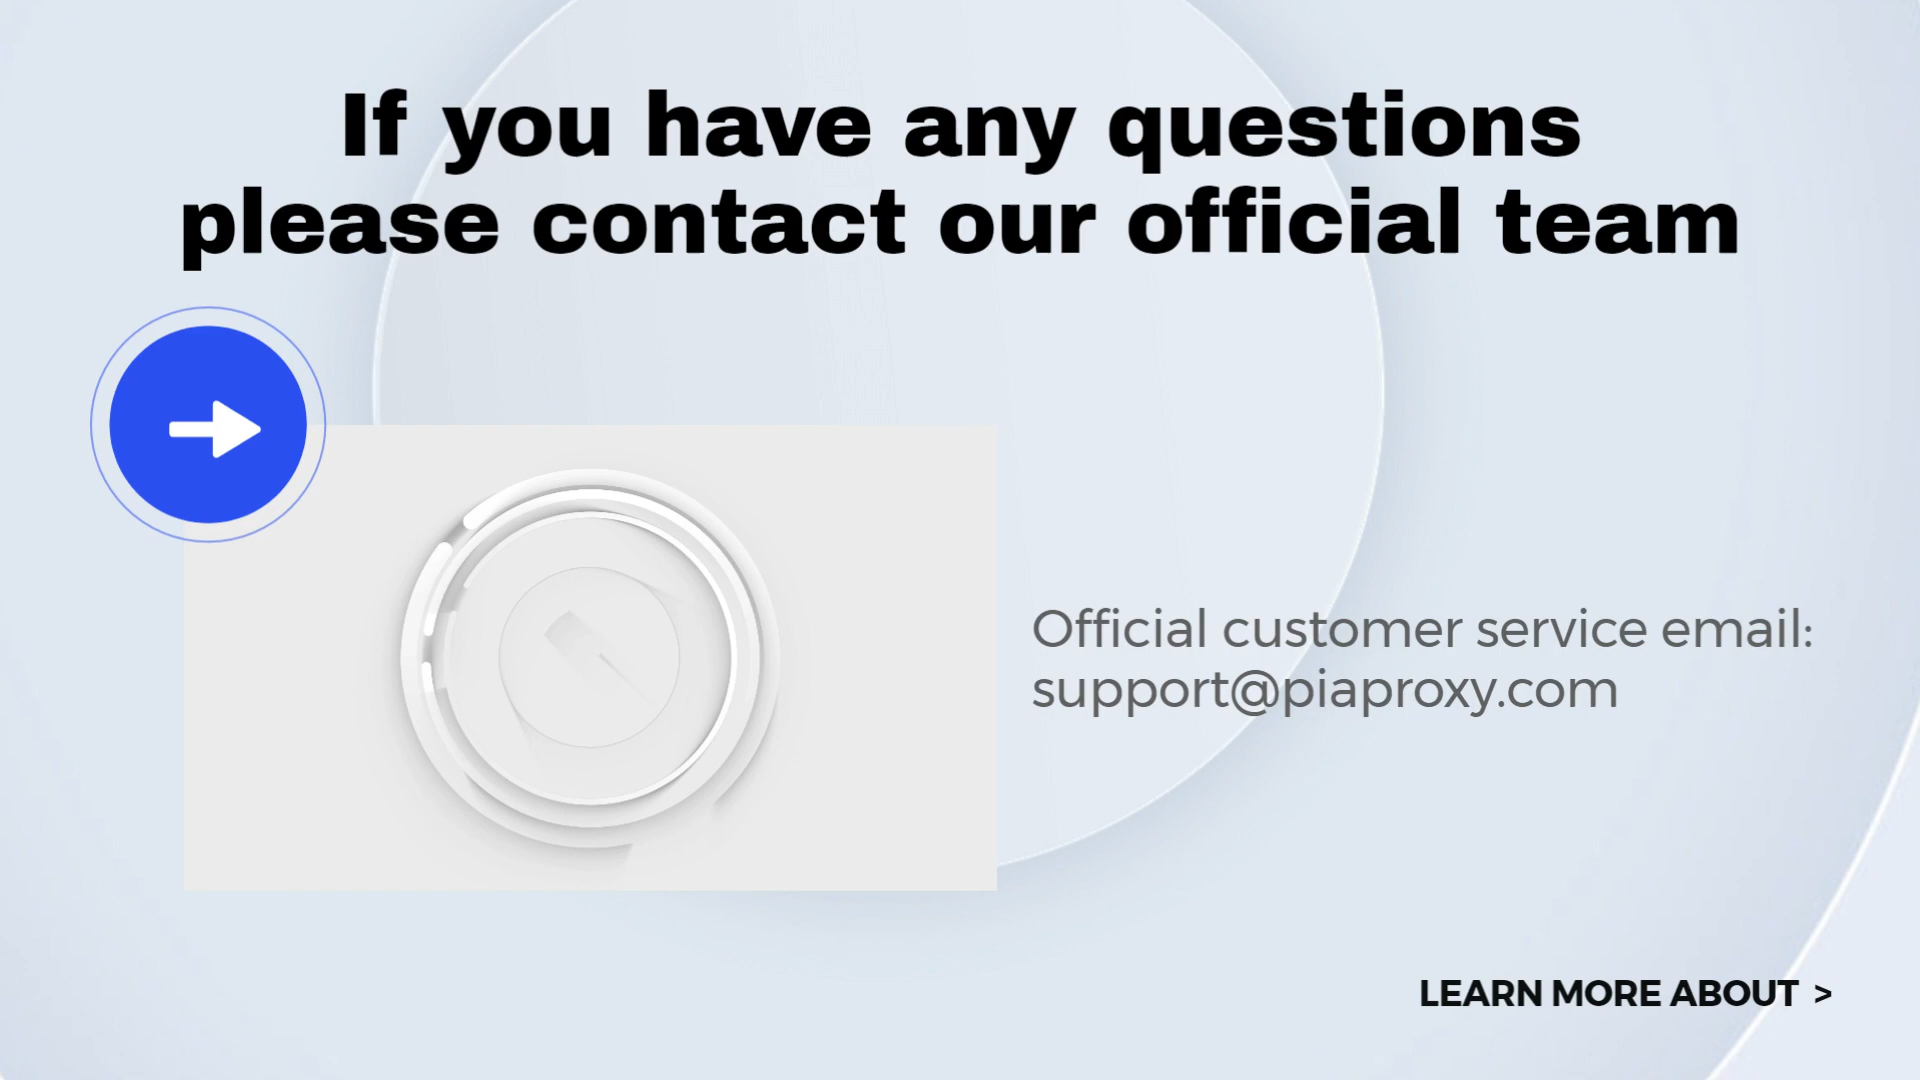 If you have any questions
please contact our official team
Official customer service email:
support@piaproxy.com
LEARN MORE ABOUT >